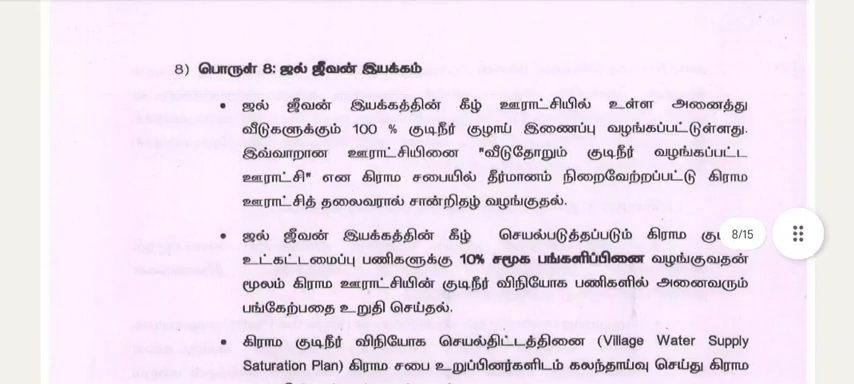 8) பொருள் 8: ஜல் ஜீவன் இயக்கம்
• ஜல் ஜீவன் இயக்கத்தின் கீழ் ஊராட்சியில் உள்ள அனைத்து
வீடுகளுக்கும் 100 % குடிநீர் குழாய் இணைப்பு வழங்கப்பட்டுள்ளது.
இவ்வாறான ஊராட்சியினை "வீடுதோறும் குடிநீர் வழங்கப்பட்ட
ஊராட்சி" என கிராம சபையில் தீர்மானம் நிறைவேற்றப்பட்டு கிராம
ஊராட்சித் தலைவரால் சான்றிதழ் வழங்குதல்.
• ஜல் ஜீவன் இயக்கத்தின் கீழ் செயல்படுத்தப்படும் கிராம
8/15
உட்கட்டமைப்பு பணிகளுக்கு 10% சமூக பங்களிப்பினை வழங்குவதன்
மூலம் கிராம ஊராட்சியின் குடிநீர் விநியோக பணிகளில் அனைவரும்
பங்கேற்பதை உறுதி செய்தல்.
• கிராம குடிநீர் விநியோக செயல்திட்டத்தினை (Village Water Supply
Saturation Plan) கிராம சபை உறுப்பினர்களிடம் கலந்தாய்வு செய்து கிராம